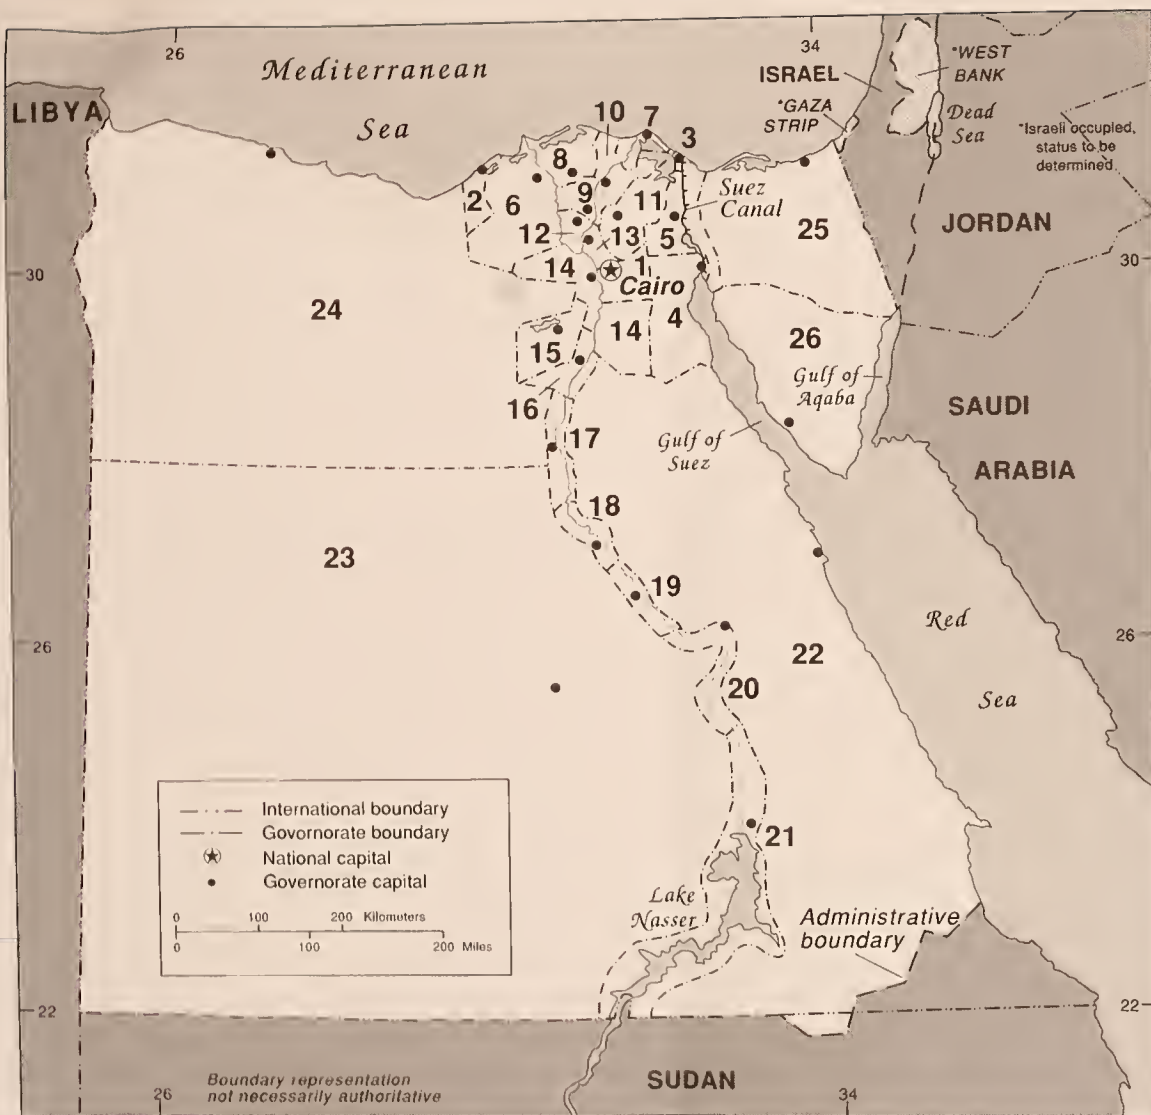 26
34
Mediterranean
Sea
LIBYA
ISRAEL
*WEST
BANK
*GAZA
STRIP
Dead
Sea
*Israeli occupied,
status to be
determined
10
7
3
8
2
6
9
11
Suez
Canal
12
13
5
25
JORDAN
30
14
1
Cairo
30
24
15
14
4
26
Gulf of
Aqaba
16
17
Gulf of
Suez
SAUDI
ARABIA
18
23
19
Red
Sea
26
22
26
20
International boundary
Govornorate boundary
National capital
Governorate capital
0 100 200 Kilometers
0 100 200 Miles
21
Lake
Nasser
Administrative
boundary
22
22
Boundary representation
not necessarily authoritative
SUDAN
26
34